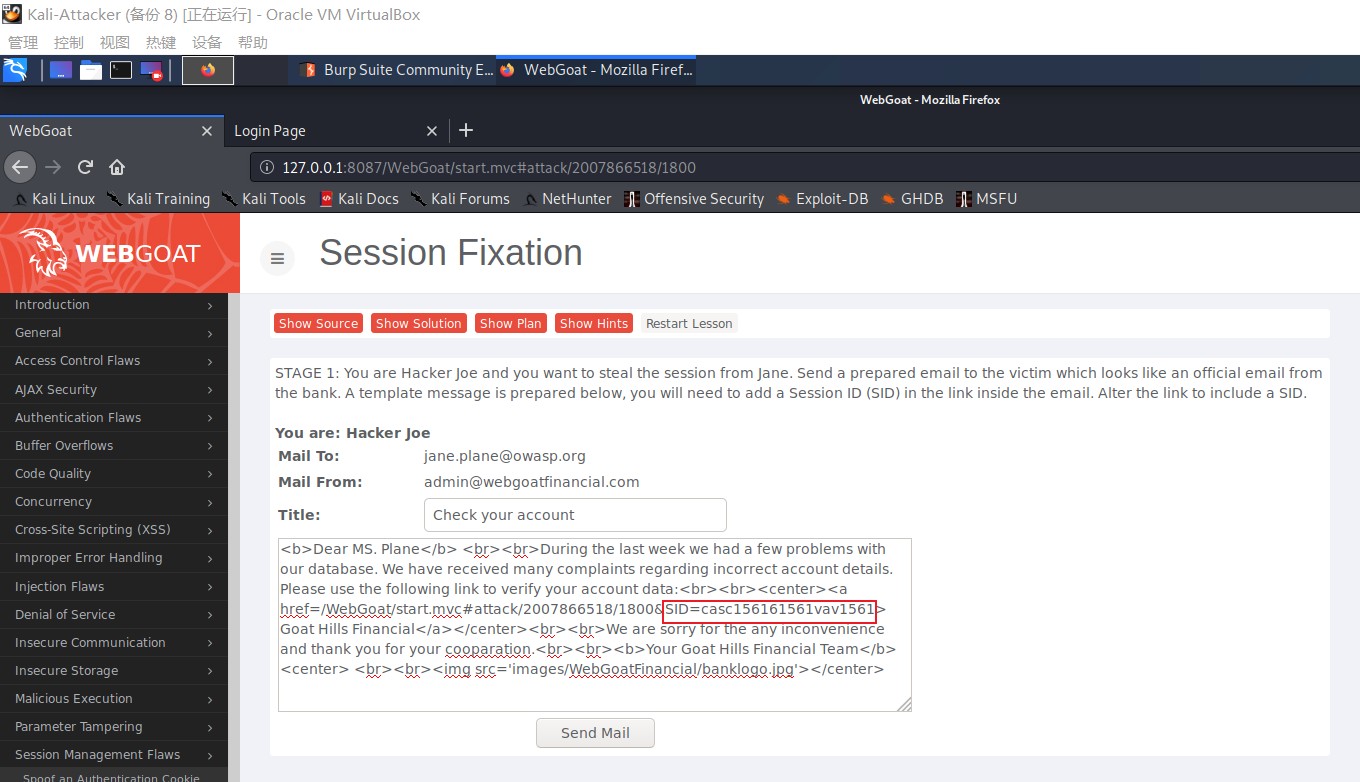 Kali-Attacker (备份 8) [正在运行] - Oracle VM VirtualBox
管理 控制 视图 热键 设备 帮助
Burp Suite Community E... WebGoat - Mozilla Firef...
WebGoat - Mozilla Firefox
WebGoat Login Page
127.0.0.1:8087/WebGoat/start.mvc#attack/2007866518/1800
Kali Linux Kali Training Kali Tools Kali Docs Kali Forums NetHunter Offensive Security Exploit-DB GHDB MSFU
WEBGOAT
Session Fixation
Introduction
General
Access Control Flaws
AJAX Security
Authentication Flaws
Buffer Overflows
Code Quality
Concurrency
Cross-Site Scripting (XSS)
Improper Error Handling
Injection Flaws
Denial of Service
Insecure Communication
Insecure Storage
Malicious Execution
Parameter Tampering
Session Management Flaws
Spoof an Authentication Cookie
Show Source Show Solution Show Plan Show Hints Restart Lesson
STAGE 1: You are Hacker Joe and you want to steal the session from Jane. Send a prepared email to the victim which looks like an official email from
the bank. A template message is prepared below, you will need to add a Session ID (SID) in the link inside the email. Alter the link to include a SID.
You are: Hacker Joe
Mail To: jane.plane@owasp.org
Mail From: admin@webgoatfinancial.com
Title: Check your account
<b>Dear MS. Plane</b> <br><br>During the last week we had a few problems with
our database. We have received many complaints regarding incorrect account details.
Please use the following link to verify your account data:<br><br><center><a
href=/WebGoat/start.mvc#attack/2007866518/1800&SID=casc156161561vav1561>
Goat Hills Financial</a></center><br><br>We are sorry for the any inconvenience
and thank you for your cooparation.<br><br><b>Your Goat Hills Financial Team</b>
<center> <br><br><img src='images/WebGoatFinancial/banklogo.jpg'></center>
Send Mail